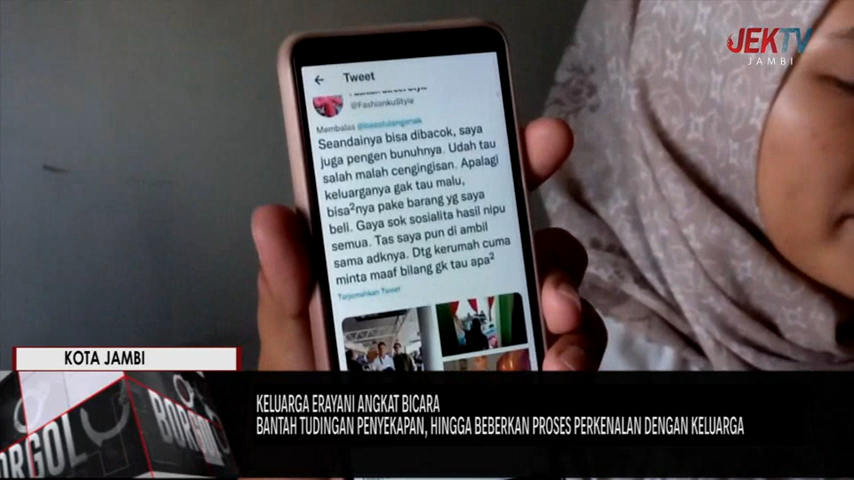 JEKTV
JAMBI
Tweet
@FashionkuStyle
Membalas
Seandainya bisa dibacok, saya
juga pengen bunuhnya. Udah tau
salah malah cengingisan. Apalagi
keluarganya gak tau malu,
bisa²nya pake barang yg saya
beli. Gaya sok sosialita hasil nipu
semua. Tas saya pun di ambil
sama adknya. Dtg kerumah cuma
minta maaf bilang gk tau apa²
Terjemahkan Tweet
KOTA JAMBI
BORGOL
BORGOL
KELUARGA ERAYANI ANGKAT BICARA
BANTAH TUDINGAN PENYEKAPAN, HINGGA BEBERKAN PROSES PERKENALAN DENGAN KELUARGA